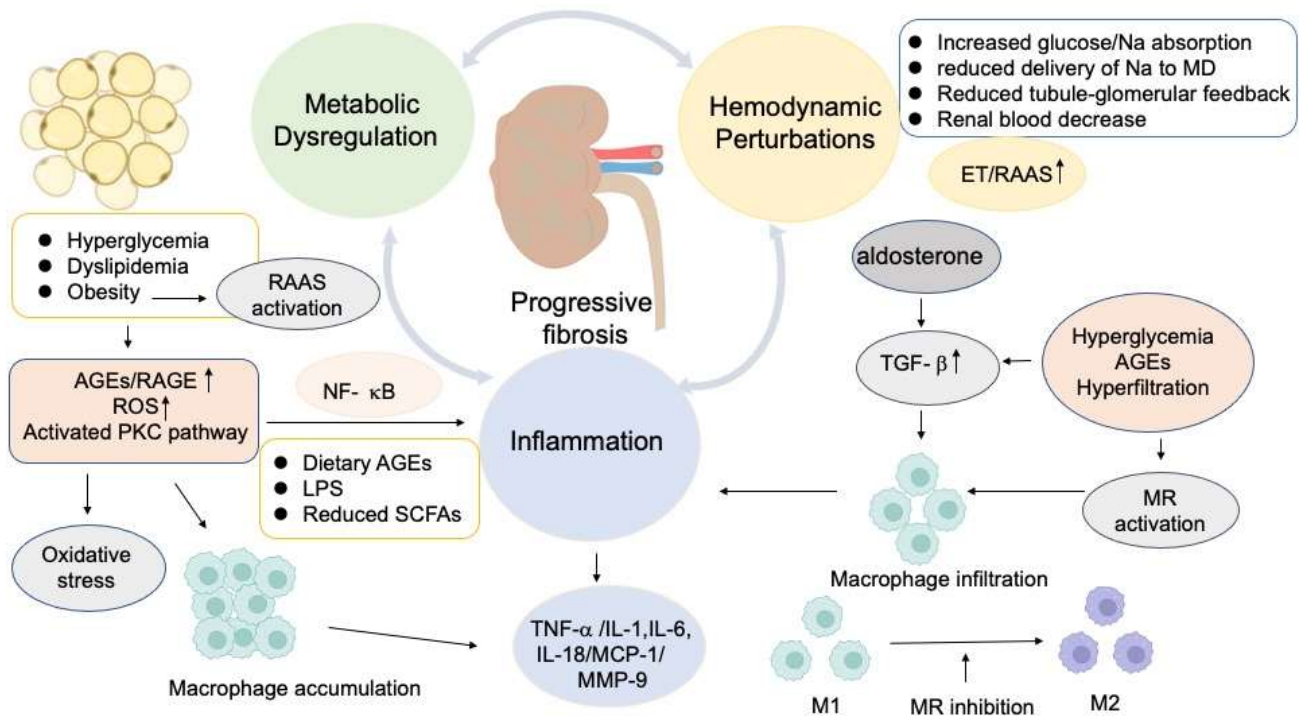 Metabolic
Dysregulation
Hemodynamic
Perturbations
● Increased glucose/Na absorption
● reduced delivery of Na to MD
● Reduced tubule-glomerular feedback
● Renal blood decrease
ET/RAAS↑
● Hyperglycemia
● Dyslipidemia
● Obesity
RAAS
activation
Progressive
fibrosis
aldosterone
TGF- β↑
Hyperglycemia
AGEs
Hyperfiltration
AGEs/RAGE↑
ROS↑
Activated PKC pathway
NF- κB
Inflammation
● Dietary AGEs
● LPS
● Reduced SCFAs
MR
activation
Oxidative
stress
Macrophage infiltration
Macrophage accumulation
TNF-α /IL-1,IL-6,
IL-18/MCP-1/
MMP-9
M1
MR inhibition
M2